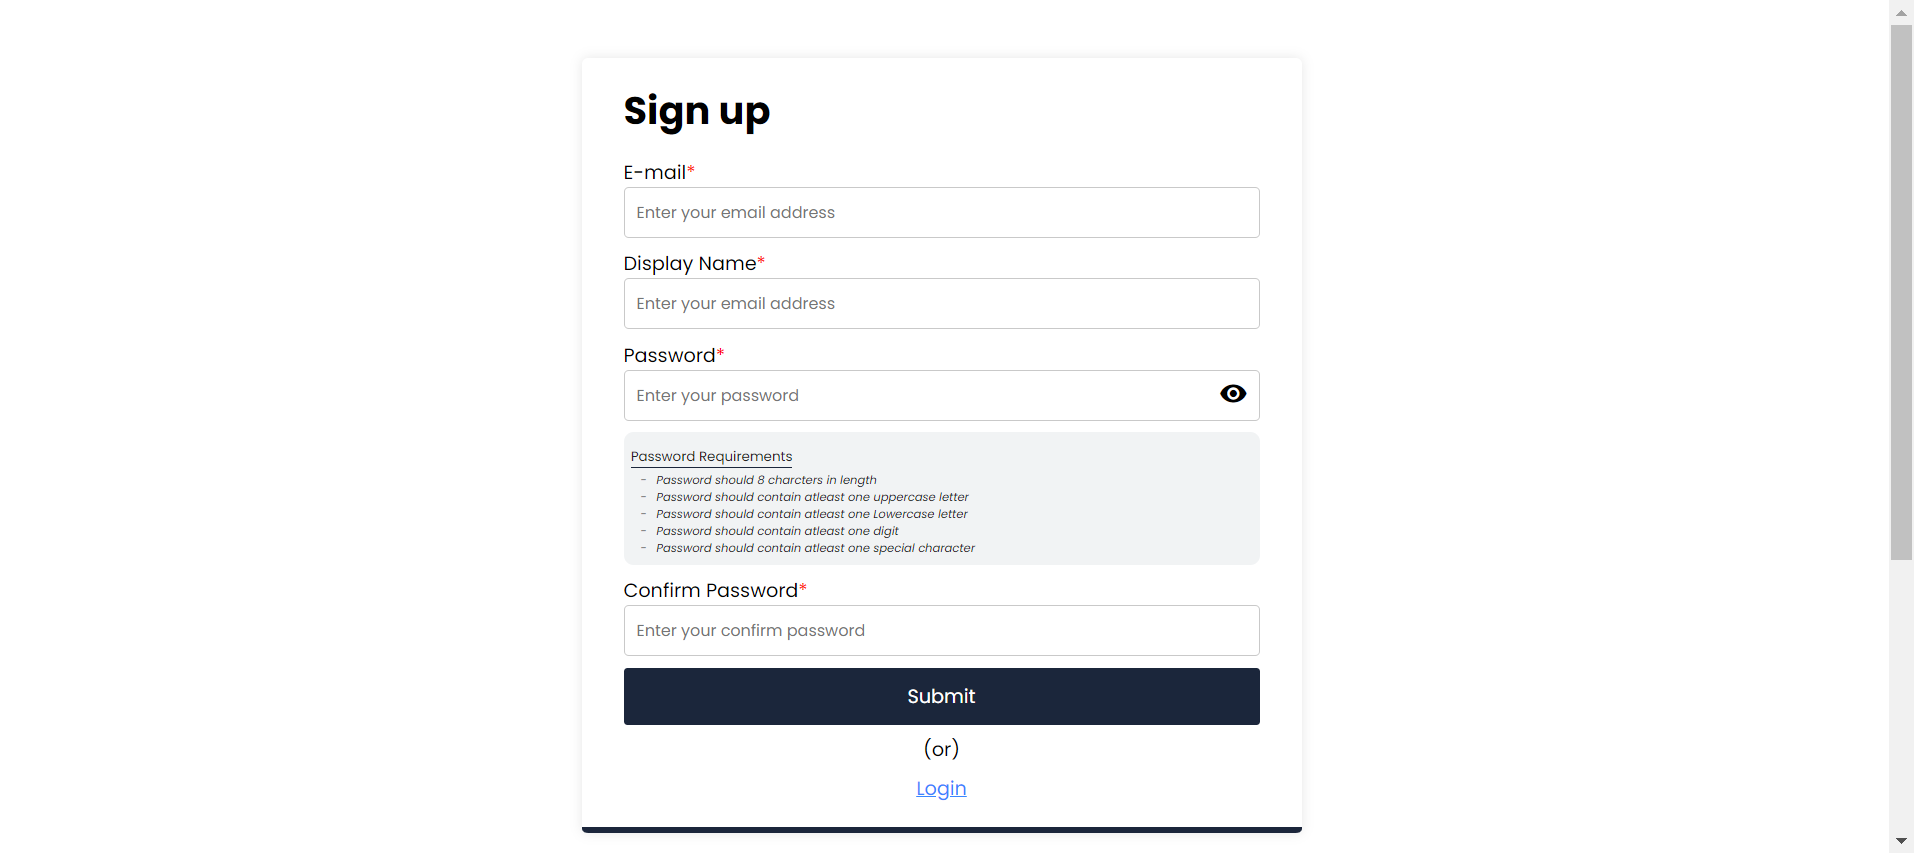 Sign up
E-mail*
Enter your email address
Display Name*
Enter your email address
Password*
Enter your password
Password Requirements
- Password should 8 charcters in length
- Password should contain atleast one uppercase letter
- Password should contain atleast one Lowercase letter
- Password should contain atleast one digit
- Password should contain atleast one special character
Confirm Password*
Enter your confirm password
Submit
(or)
Login